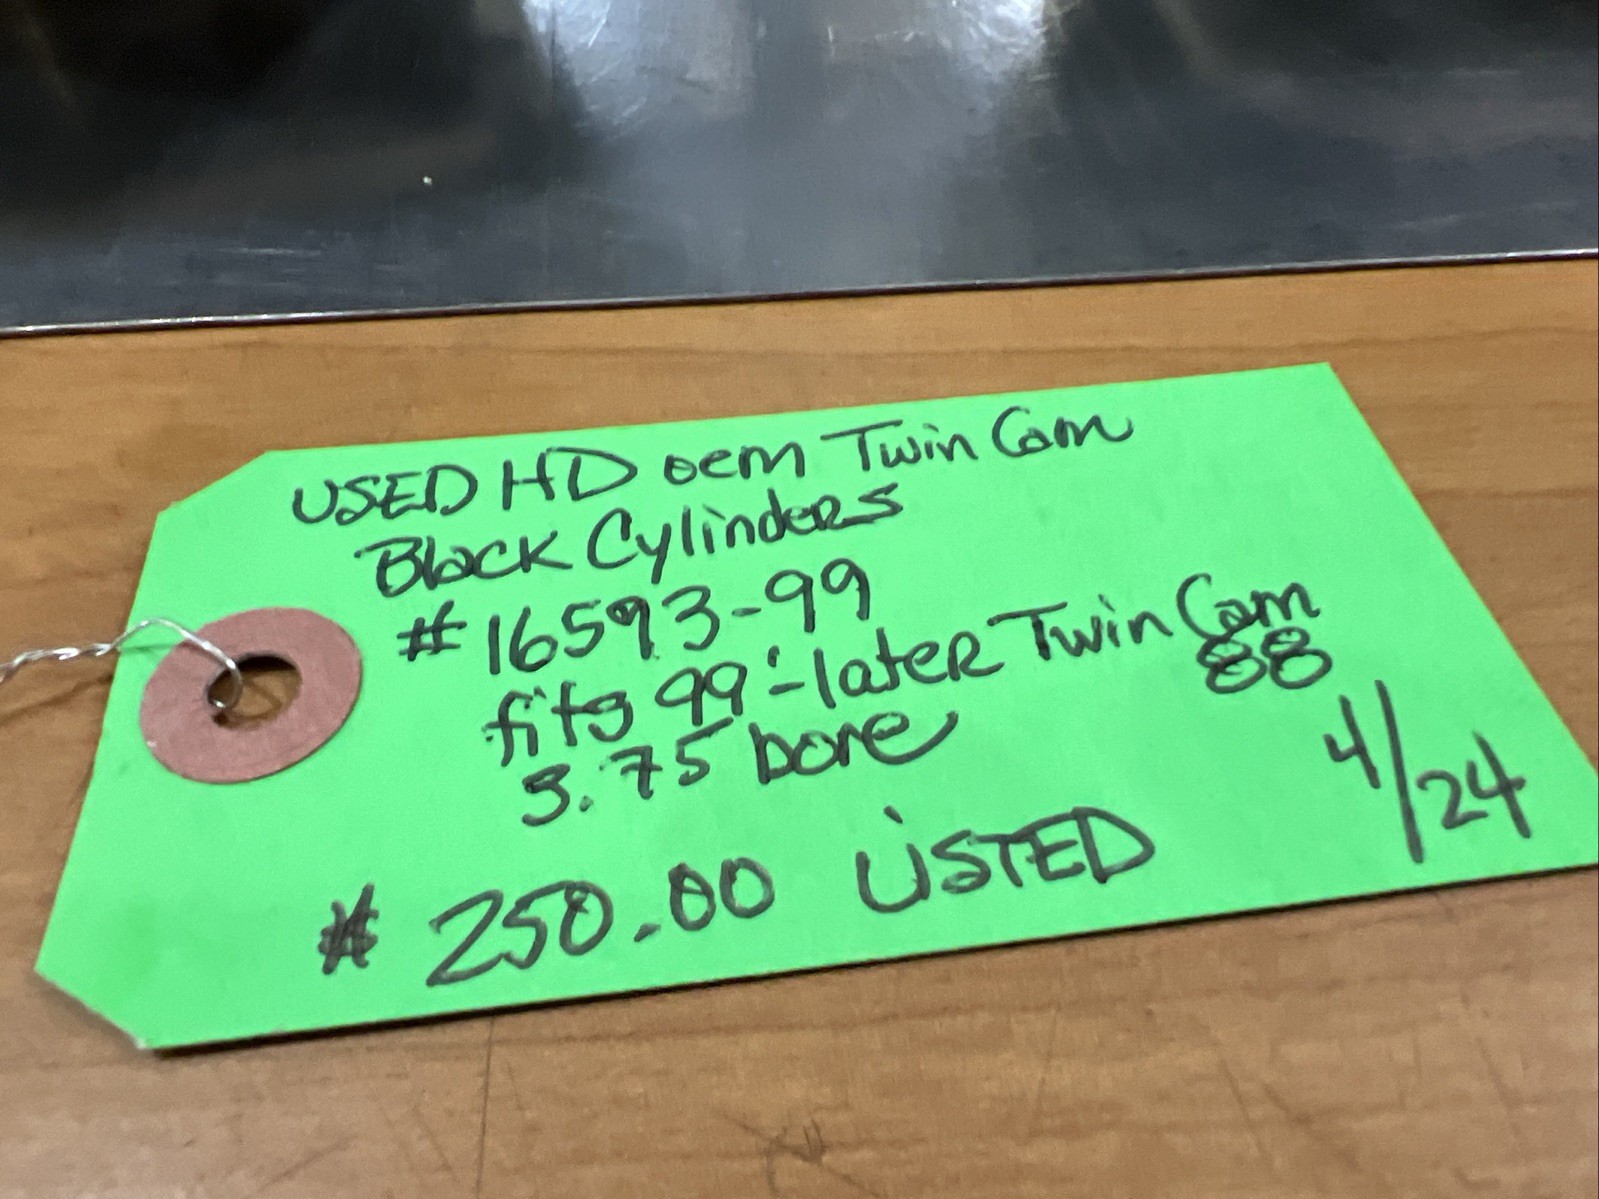 USED HD oem Twin Cam
Black Cylinders
#16593-99
fits 99'-later Twin Cam
88
3.75 bore
4/24
# 250.00 LISTED